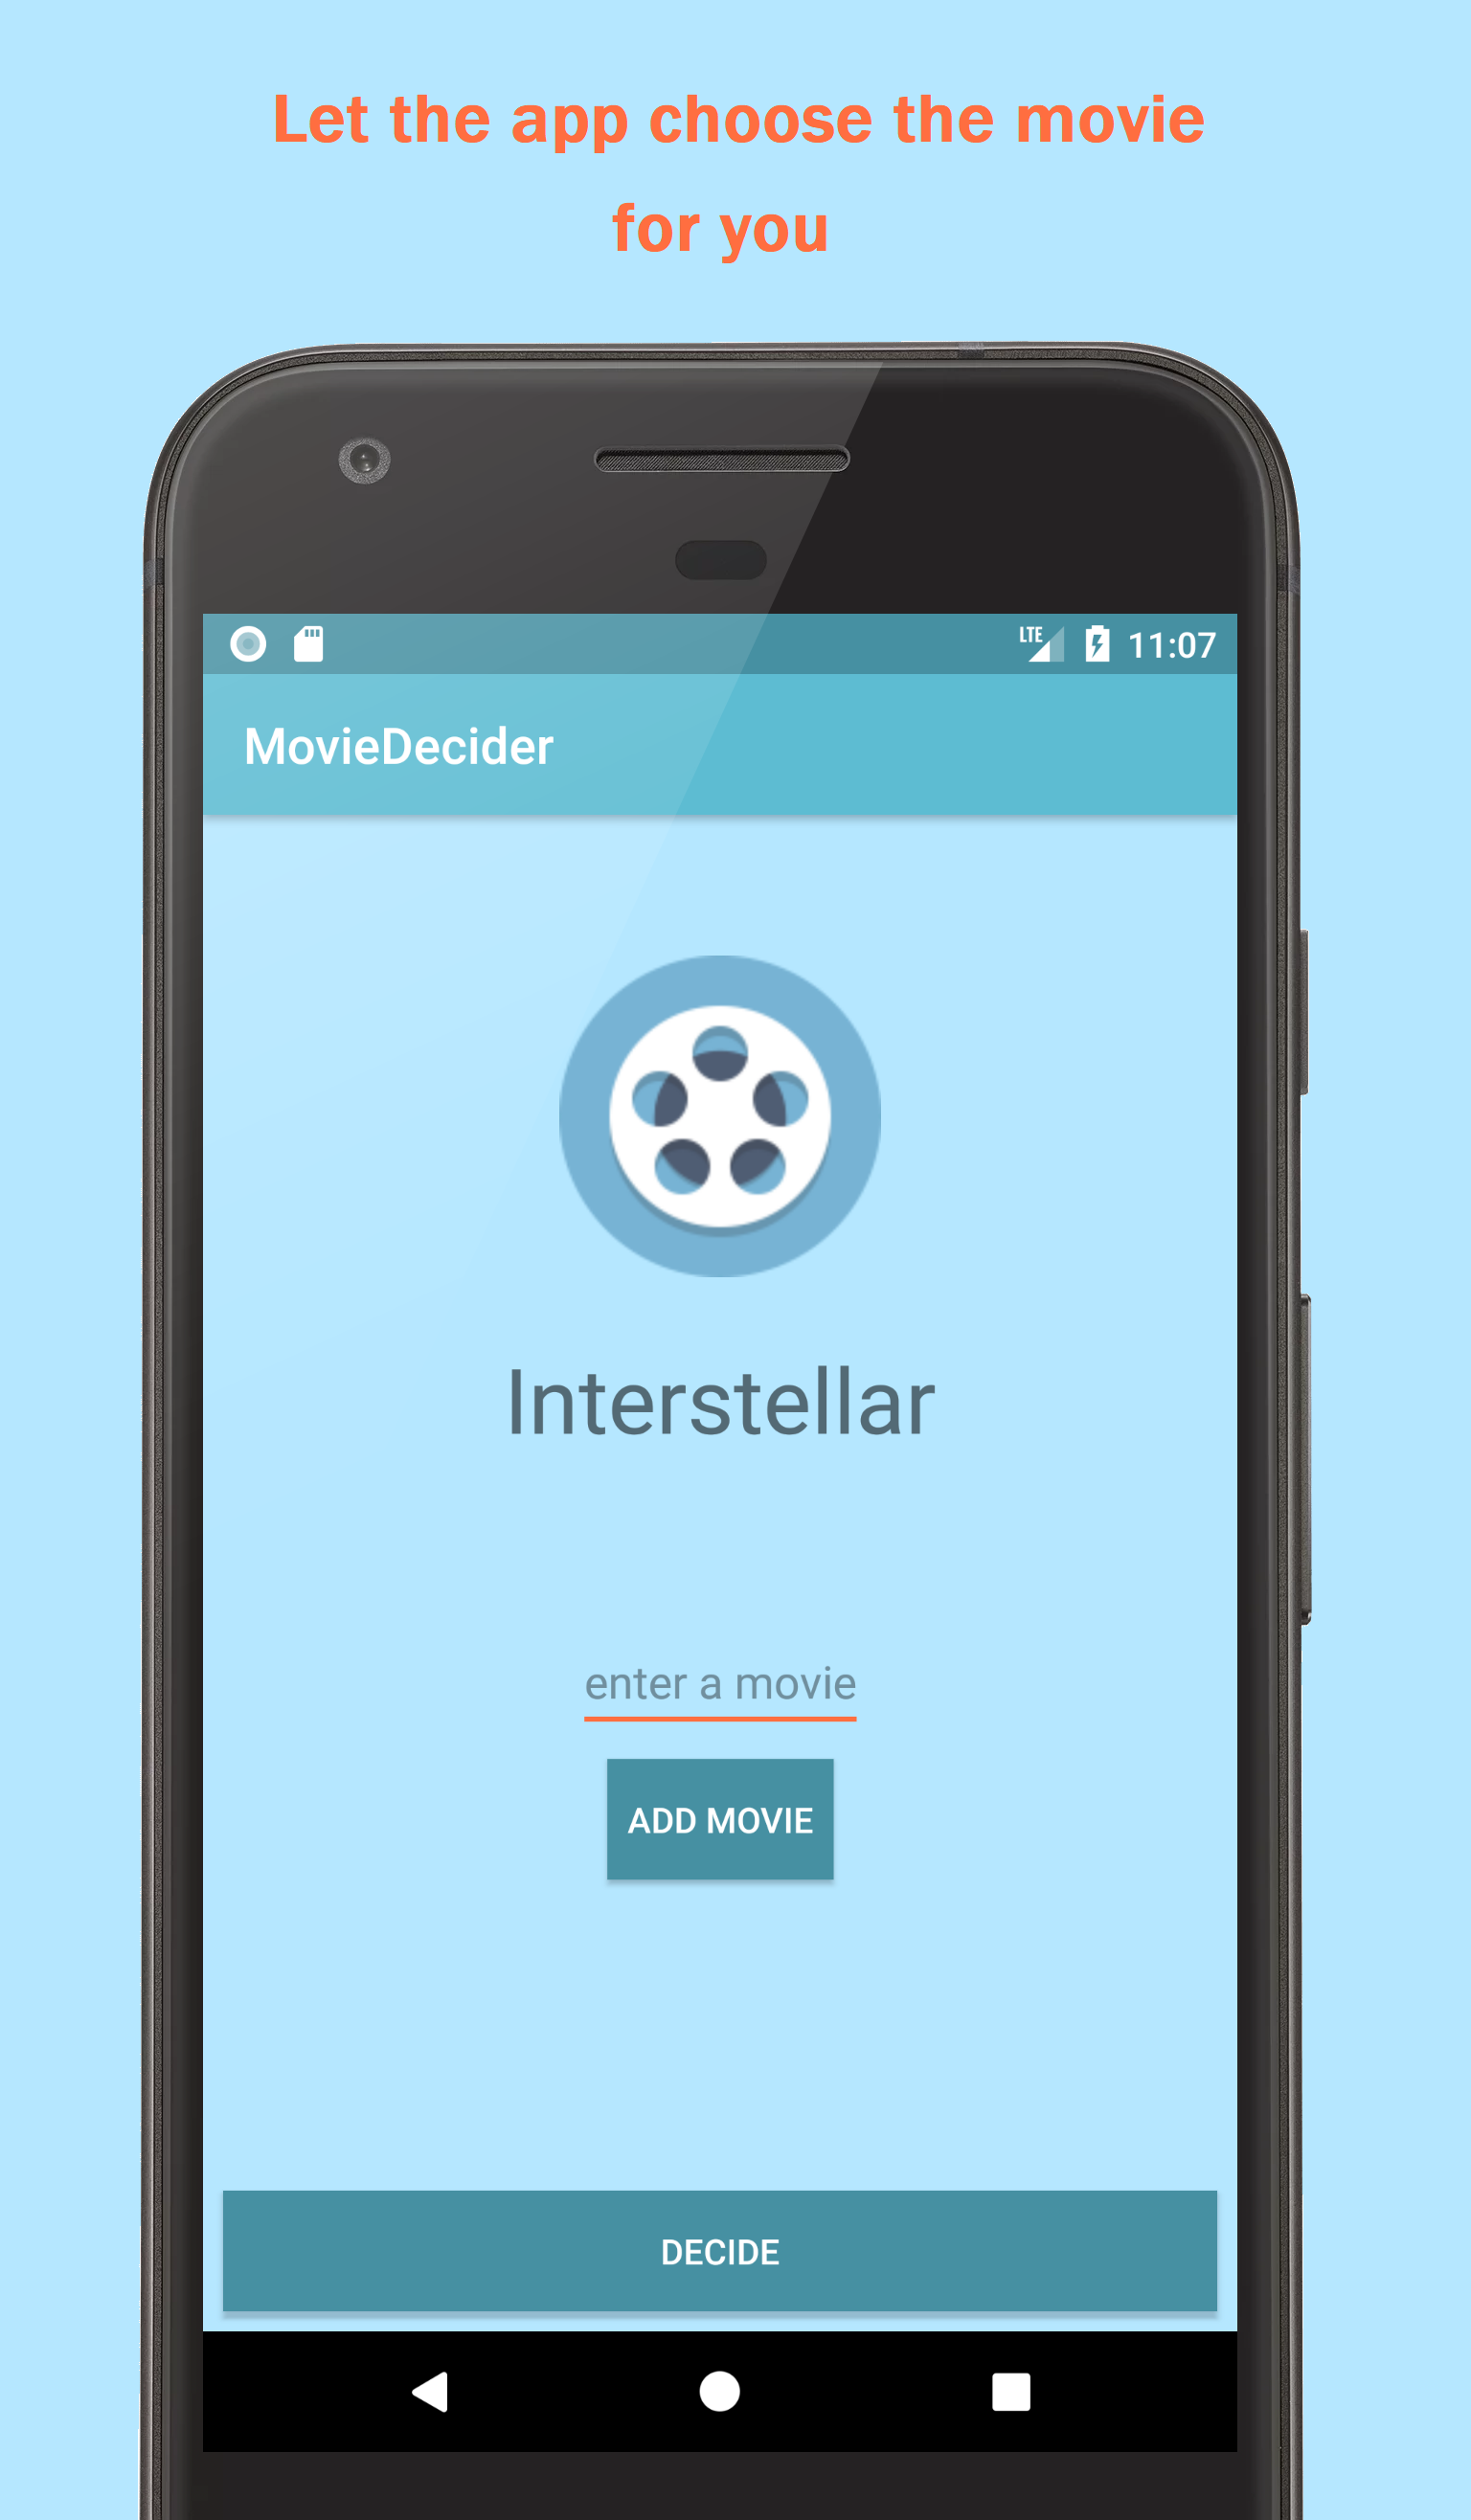 Let the app choose the movie
for you
LTE 11:07
MovieDecider
Interstellar
enter a movie
ADD MOVIE
DECIDE